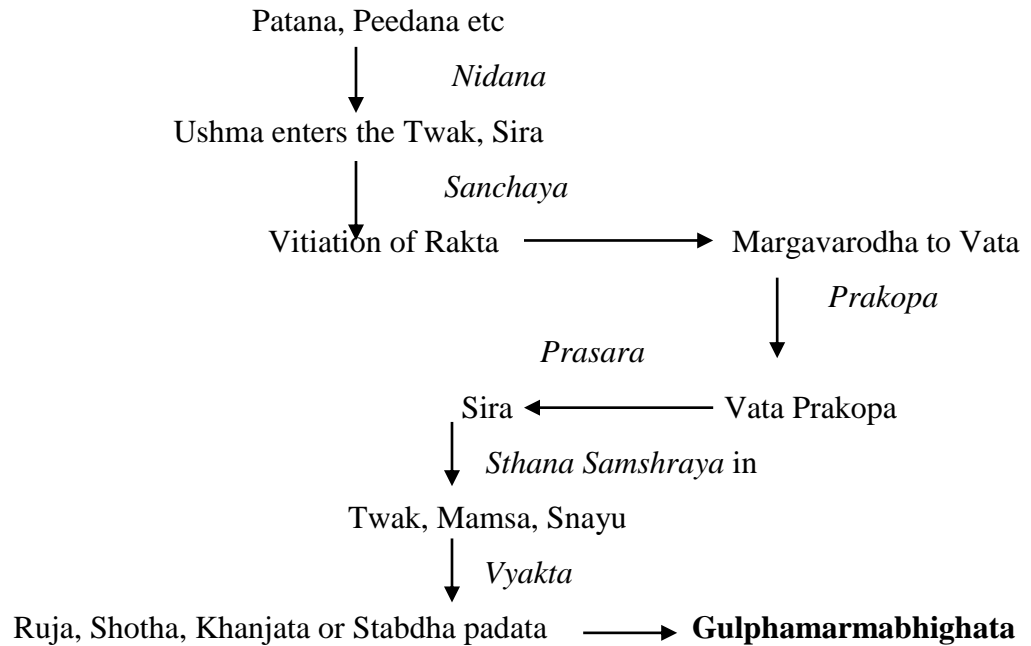 Patana, Peedana etc
Nidana
Ushma enters the Twak, Sira
Sanchaya
Vitiation of Rakta
Margavarodha to Vata
Prakopa
Prasara
Sira
Vata Prakopa
Sthana Samshraya in
Twak, Mamsa, Snayu
Vyakta
Ruja, Shotha, Khanjata or Stabdha padata
Gulphamarmabhighata